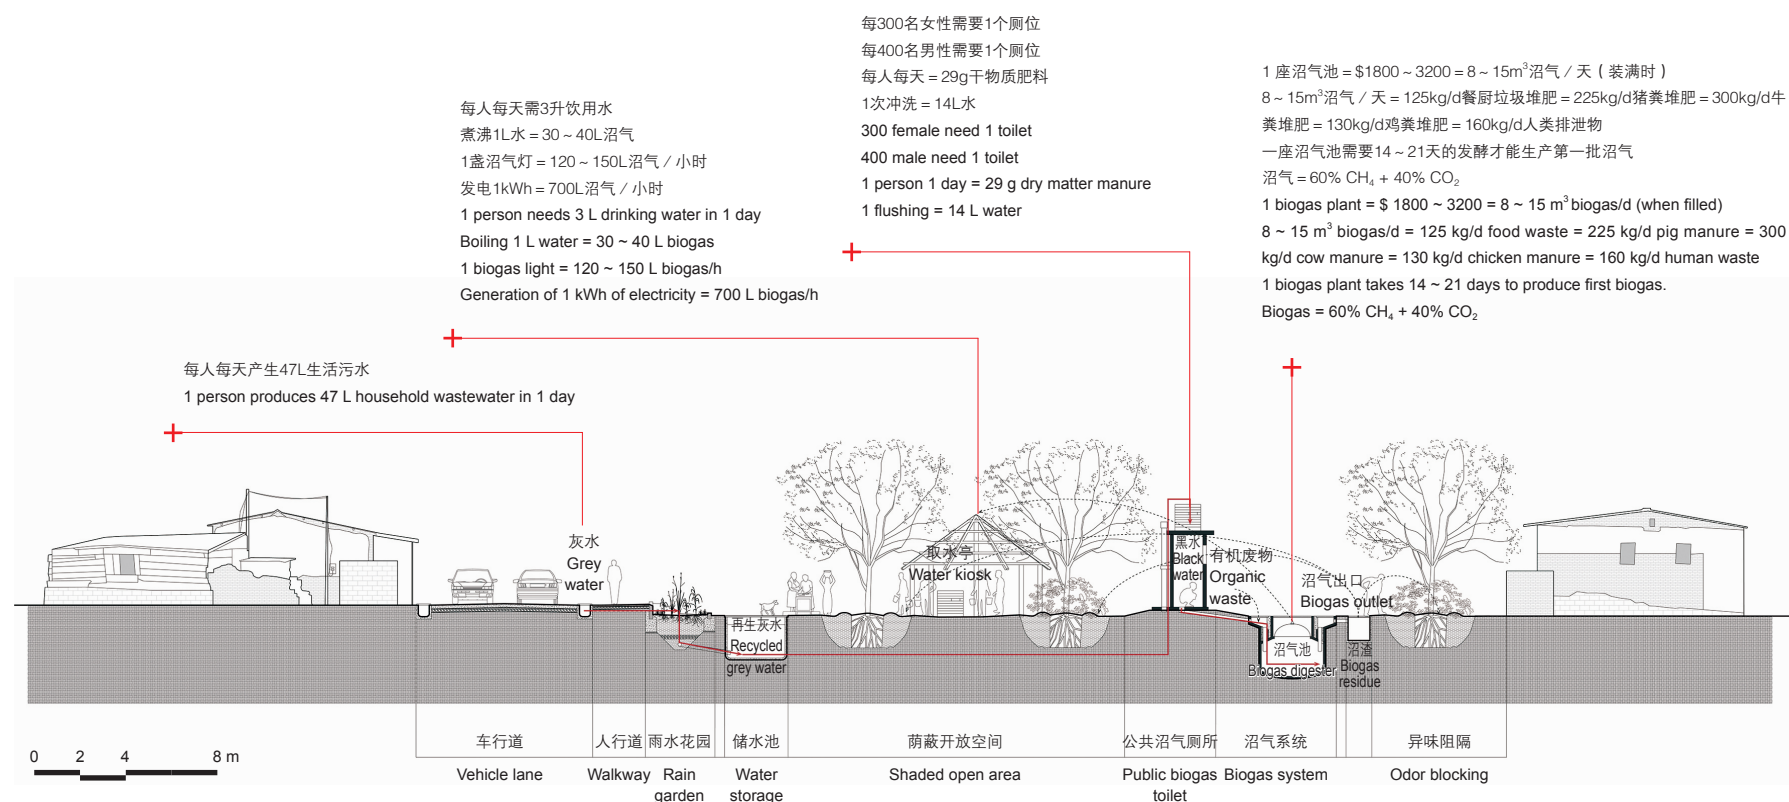 每300名女性需要1个厕位
每400名男性需要1个厕位
每人每天＝29g干物质肥料
1次冲洗＝14L水
300 female need 1 toilet
400 male need 1 toilet
1 person 1 day = 29 g dry matter manure
1 flushing = 14 L water
1 座沼气池＝$1800～3200＝8～15m³沼气／天（装满时）
8～15m³沼气／天＝125kg/d餐厨垃圾堆肥＝225kg/d猪粪堆肥＝300kg/d牛
粪堆肥＝130kg/d鸡粪堆肥＝160kg/d人类排泄物
一座沼气池需要14～21天的发酵才能生产第一批沼气
沼气＝60% CH₄ + 40% CO₂
1 biogas plant = $ 1800 ~ 3200 = 8 ~ 15 m³ biogas/d (when filled)
8 ~ 15 m³ biogas/d = 125 kg/d food waste = 225 kg/d pig manure = 300
kg/d cow manure = 130 kg/d chicken manure = 160 kg/d human waste
1 biogas plant takes 14 ~ 21 days to produce first biogas.
Biogas = 60% CH₄ + 40% CO₂
每人每天需3升饮用水
煮沸1L水＝30～40L沼气
1盏沼气灯＝120～150L沼气／小时
发电1kWh＝700L沼气／小时
1 person needs 3 L drinking water in 1 day
Boiling 1 L water = 30 ~ 40 L biogas
1 biogas light = 120 ~ 150 L biogas/h
Generation of 1 kWh of electricity = 700 L biogas/h
每人每天产生47L生活污水
1 person produces 47 L household wastewater in 1 day
灰水
Grey
water
取水亭
Water kiosk
黑水
Black
water
有机废物
Organic
waste
沼气出口
Biogas outlet
再生灰水
Recycled
grey water
沼气池
Biogas digester
沼渣
Biogas
residue
车行道
人行道
雨水花园
储水池
荫蔽开放空间
公共沼气厕所
沼气系统
异味阻隔
0 2 4 8 m
Vehicle lane
Walkway
Rain
garden
Water
storage
Shaded open area
Public biogas
toilet
Biogas system
Odor blocking